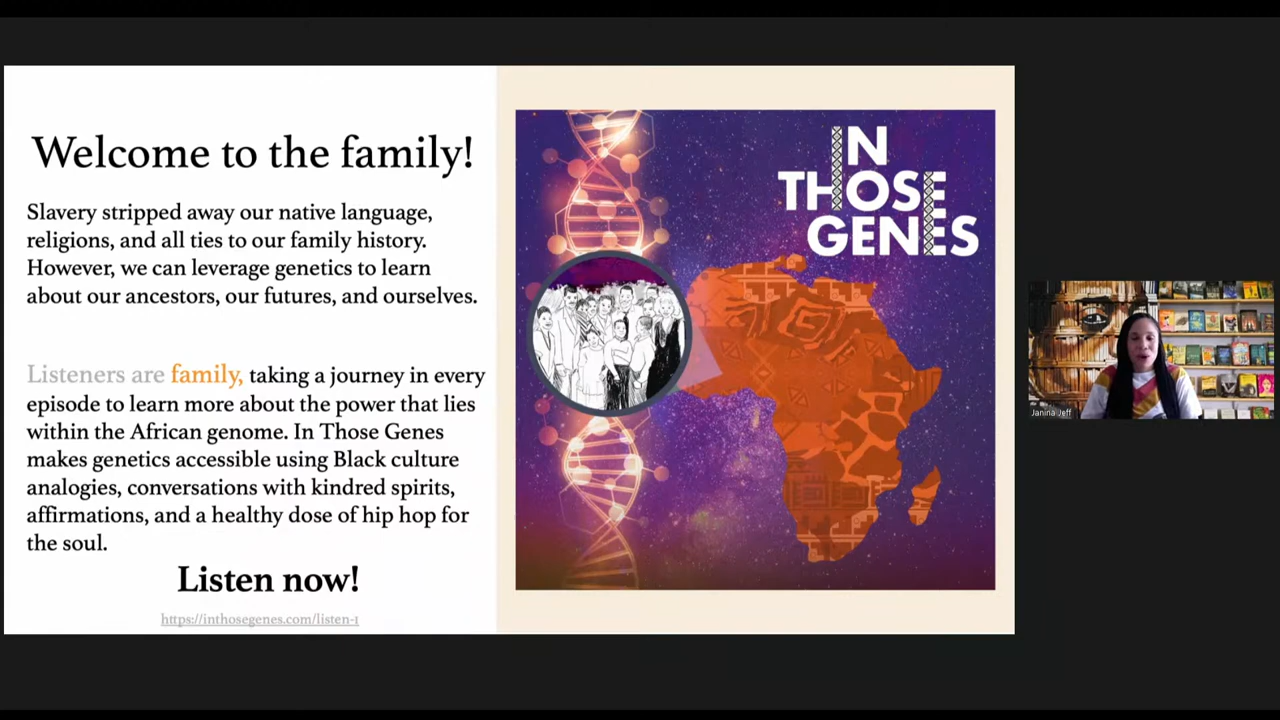 Welcome to the family!
Slavery stripped away our native language,
religions, and all ties to our family history.
However, we can leverage genetics to learn
about our ancestors, our futures, and ourselves.
Listeners are family, taking a journey in every
episode to learn more about the power that lies
within the African genome. In Those Genes
makes genetics accessible using Black culture
analogies, conversations with kindred spirits,
affirmations, and a healthy dose of hip hop for
the soul.
Listen now!
https://inthosegenes.com/listen-1
IN
THOSE
GENES
Janina Jeff